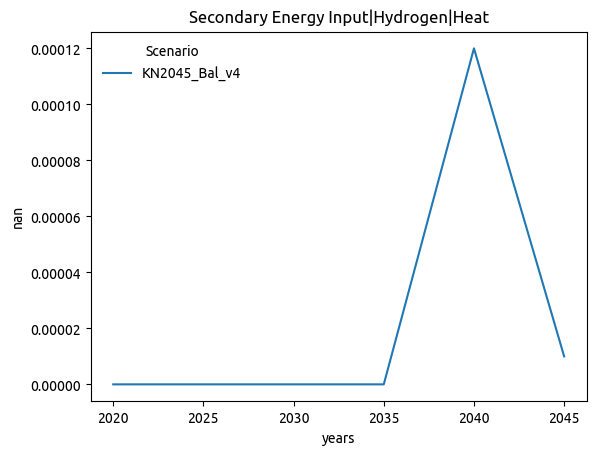 Secondary Energy Input|Hydrogen|Heat
Scenario
KN2045_Bal_v4
0.00012
0.00010
0.00008
0.00006
0.00004
0.00002
0.00000
nan
2020 2025 2030 2035 2040 2045
years